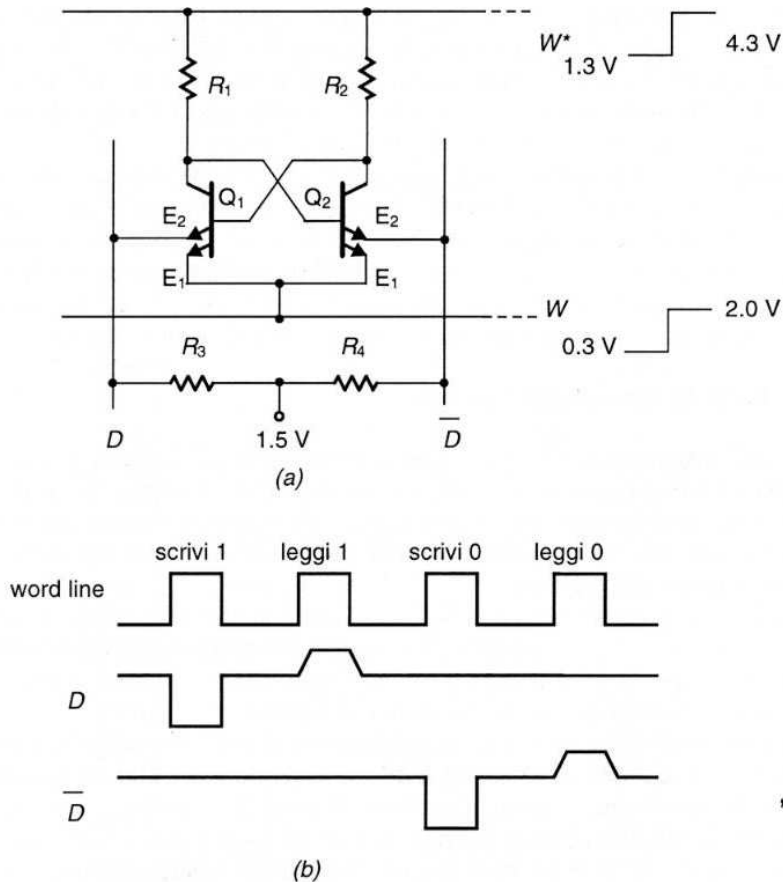 W* 4.3 V
1.3 V
R1 R2
Q1 Q2
E2 E2
E1 E1
W 2.0 V
0.3 V
R3 R4
D 1.5 V D̅
(a)
scrivi 1 leggi 1 scrivi 0 leggi 0
word line
D
D̅
(b)